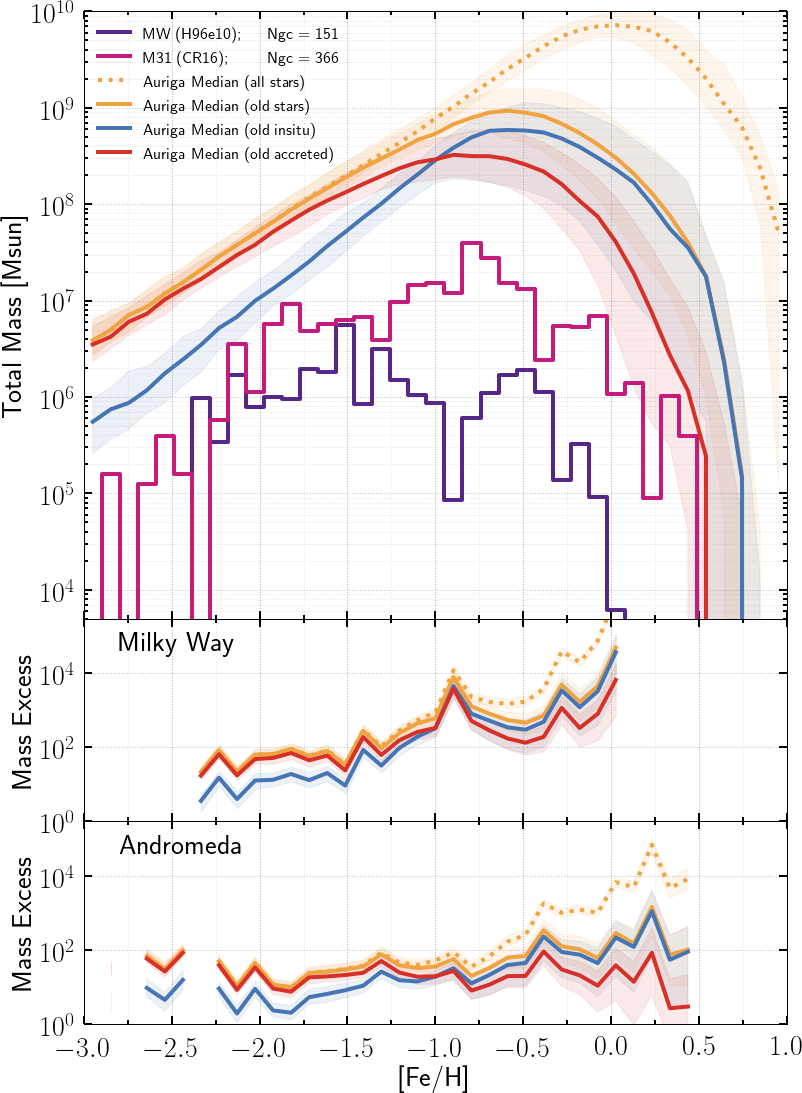 10^10
10^9
10^8
10^7
10^6
10^5
10^4
Total Mass [Msun]
MW (H96e10); Ngc = 151
M31 (CR16); Ngc = 366
Auriga Median (all stars)
Auriga Median (old stars)
Auriga Median (old insitu)
Auriga Median (old accreted)
Milky Way
10^4
10^2
10^0
Mass Excess
Andromeda
10^4
10^2
10^0
Mass Excess
−3.0 −2.5 −2.0 −1.5 −1.0 −0.5 0.0 0.5 1.0
[Fe/H]